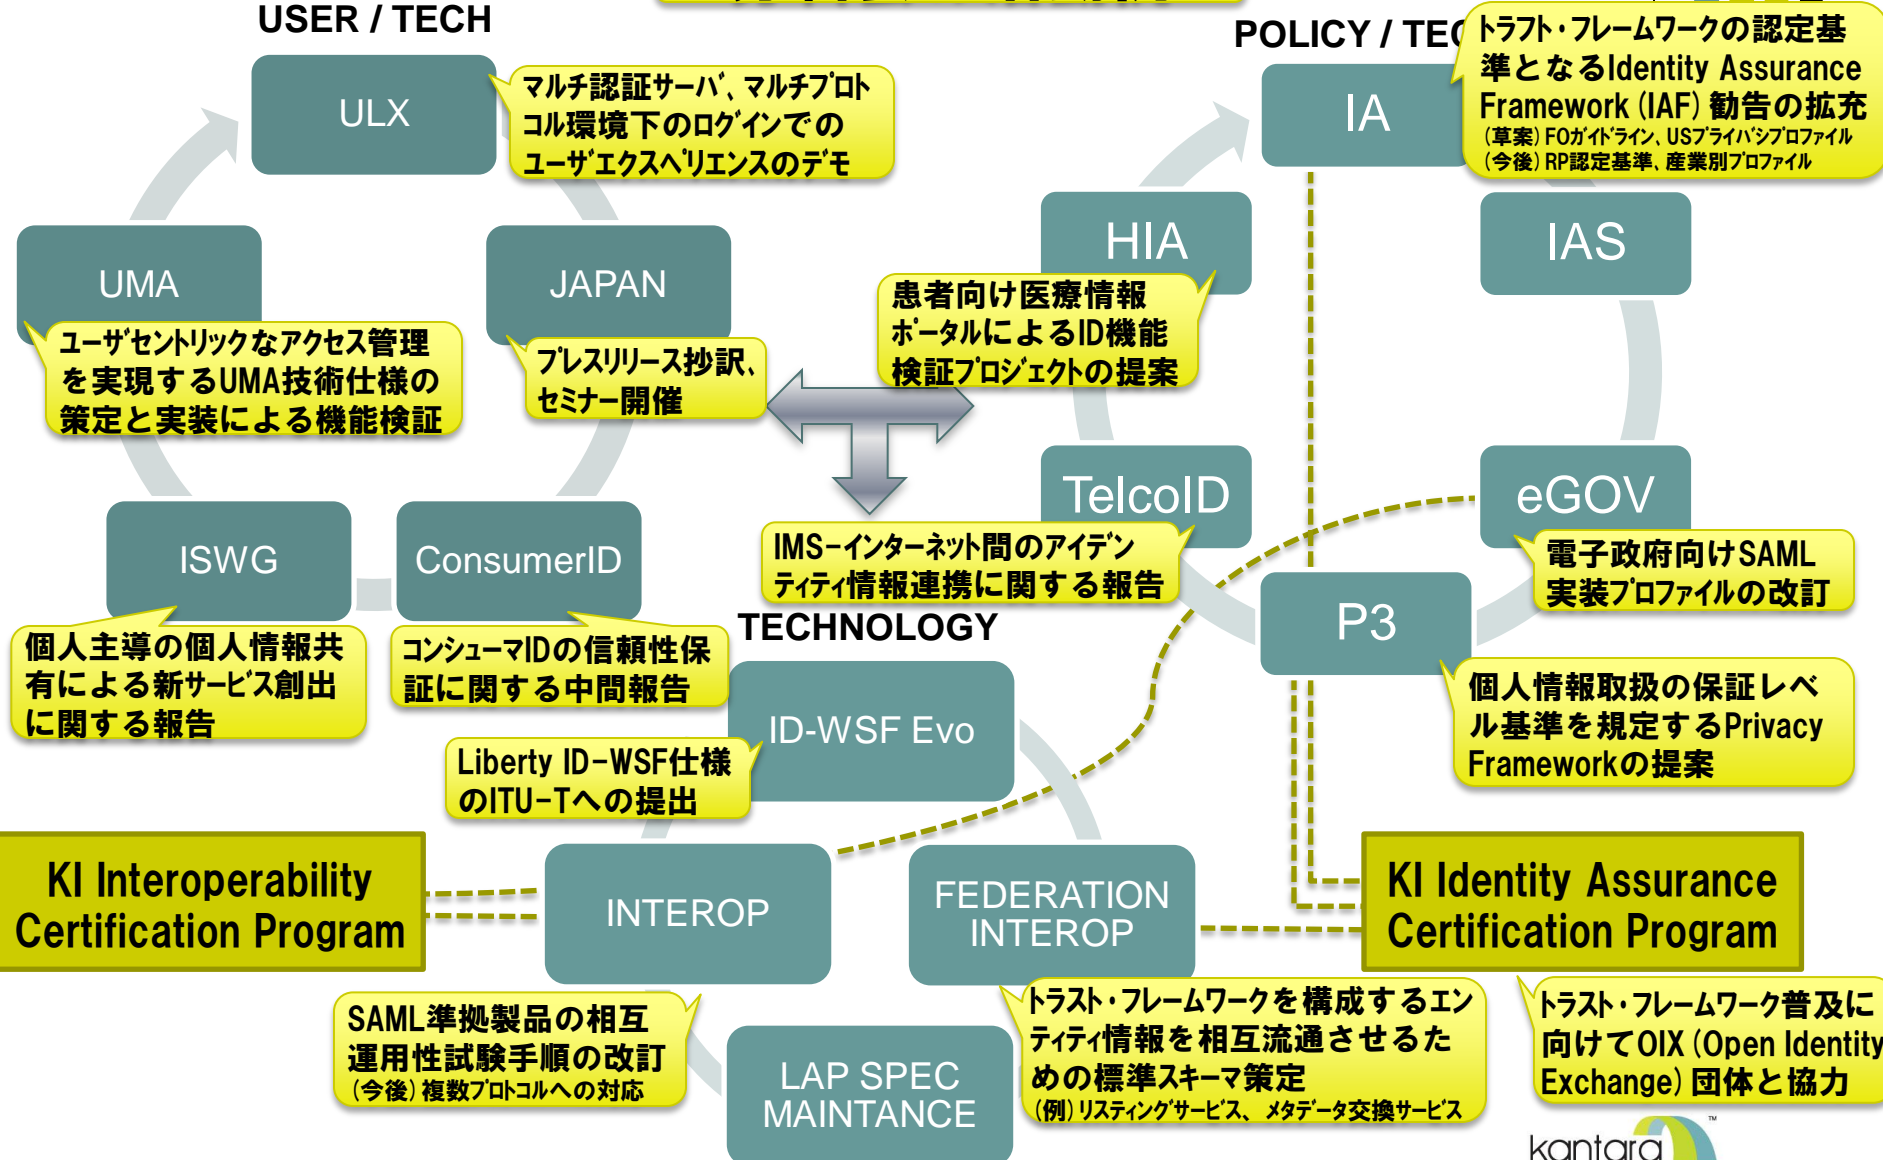 USER / TECH
ULX
マルチ認証サーバ、マルチプロト
コル環境下のログインでの
ユーザエクスペリエンスのデモ
UMA
ユーザセントリックなアクセス管理
を実現するUMA技術仕様の
策定と実装による機能検証
JAPAN
プレスリリース抄訳、
セミナー開催
ISWG
個人主導の個人情報共
有による新サービス創出
に関する報告
ConsumerID
コンシューマIDの信頼性保
証に関する中間報告
POLICY / TEC
IA
トラフト・フレームワークの認定基
準となるIdentity Assurance
Framework (IAF) 勧告の拡充
(草案) FOガイドライン、USプライバシプロファイル
(今後) RP認定基準、産業別プロファイル
HIA
患者向け医療情報
ポータルによるID機能
検証プロジェクトの提案
IAS
TelcoID
IMS-インターネット間のアイデン
ティティ情報連携に関する報告
eGOV
電子政府向けSAML
実装プロファイルの改訂
P3
個人情報取扱の保証レベ
ル基準を規定するPrivacy
Frameworkの提案
TECHNOLOGY
ID-WSF Evo
Liberty ID-WSF仕様
のITU-Tへの提出
KI Interoperability
Certification Program
INTEROP
SAML準拠製品の相互
運用性試験手順の改訂
(今後) 複数プロトコルへの対応
FEDERATION
INTEROP
トラスト・フレームワークを構成するエン
ティティ情報を相互流通させるた
めの標準スキーマ策定
(例) リスティングサービス、メタデータ交換サービス
LAP SPEC
MAINTANCE
KI Identity Assurance
Certification Program
トラスト・フレームワーク普及に
向けてOIX (Open Identity
Exchange) 団体と協力
kantara
TM